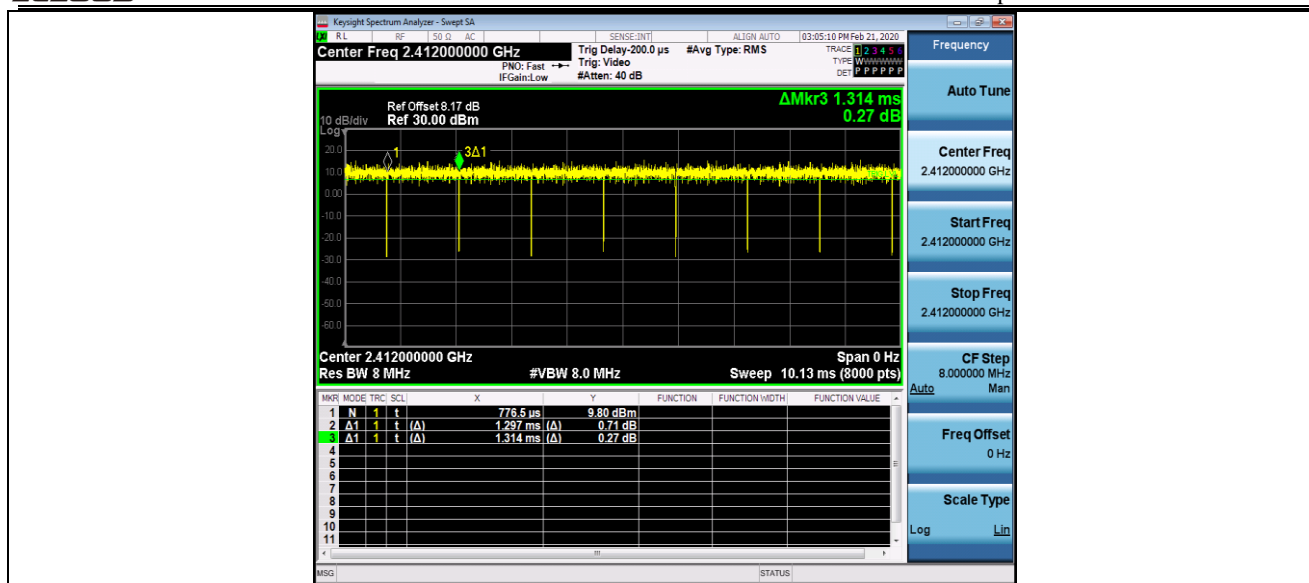 Keysight Spectrum Analyzer - Swept SA
RL RF 50 Ω AC SENSE:INT ALIGN AUTO 03:05:10 PM Feb 21, 2020
Center Freq 2.412000000 GHz
PNO: Fast
IFGain:Low
Trig Delay-200.0 µs
Trig: Video
#Atten: 40 dB
#Avg Type: RMS
TRACE 1 2 3 4 5 6
TYPE W
DET P P P P P P
Ref Offset 8.17 dB
10 dB/div Ref 30.00 dBm
ΔMkr3 1.314 ms
0.27 dB
Log
20.0
10.0
0.00
-10.0
-20.0
-30.0
-40.0
-50.0
-60.0
1
3Δ1
Center 2.412000000 GHz Span 0 Hz
Res BW 8 MHz #VBW 8.0 MHz Sweep 10.13 ms (8000 pts)
MKR MODE TRC SCL X Y FUNCTION FUNCTION WIDTH FUNCTION VALUE
1 N 1 t 776.5 µs 9.80 dBm
2 Δ1 1 t (Δ) 1.297 ms (Δ) 0.71 dB
3 Δ1 1 t (Δ) 1.314 ms (Δ) 0.27 dB
4
5
6
7
8
9
10
11
MSG STATUS
Frequency
Auto Tune
Center Freq
2.412000000 GHz
Start Freq
2.412000000 GHz
Stop Freq
2.412000000 GHz
CF Step
8.000000 MHz
Auto Man
Freq Offset
0 Hz
Scale Type
Log Lin